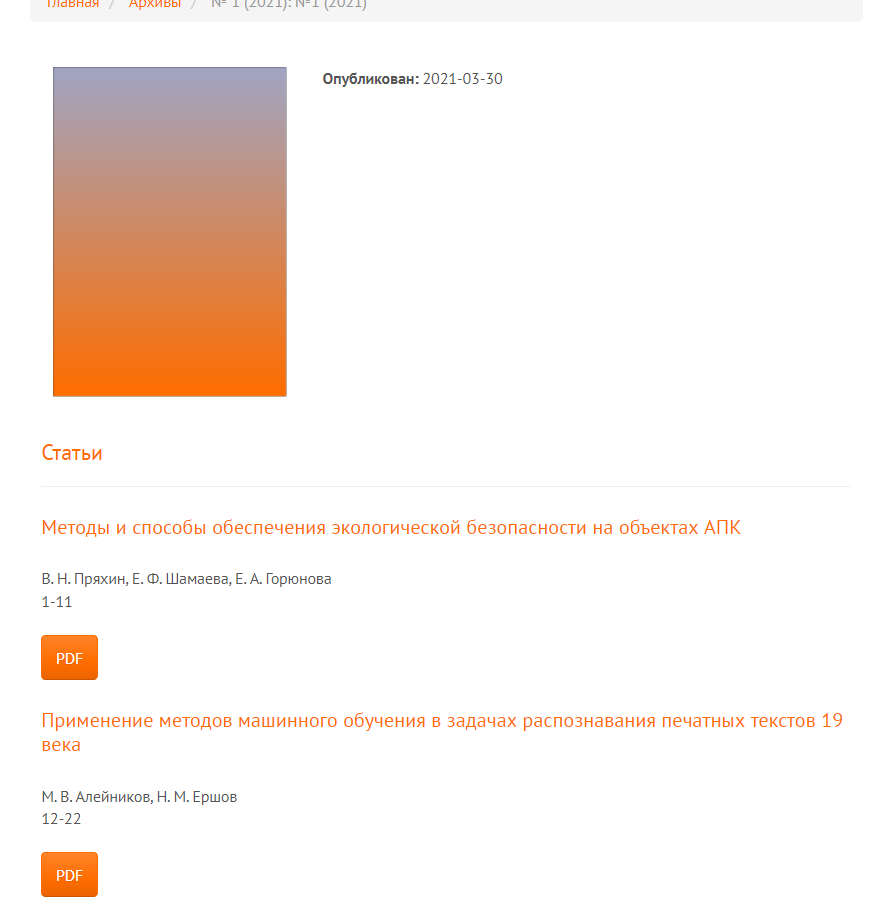 Главная / Архивы / № 1 (2021): №1 (2021)
Опубликован: 2021-03-30
Статьи
Методы и способы обеспечения экологической безопасности на объектах АПК
В. Н. Пряхин, Е. Ф. Шамаева, Е. А. Горюнова
1-11
PDF
Применение методов машинного обучения в задачах распознавания печатных текстов 19
века
М. В. Алейников, Н. М. Ершов
12-22
PDF